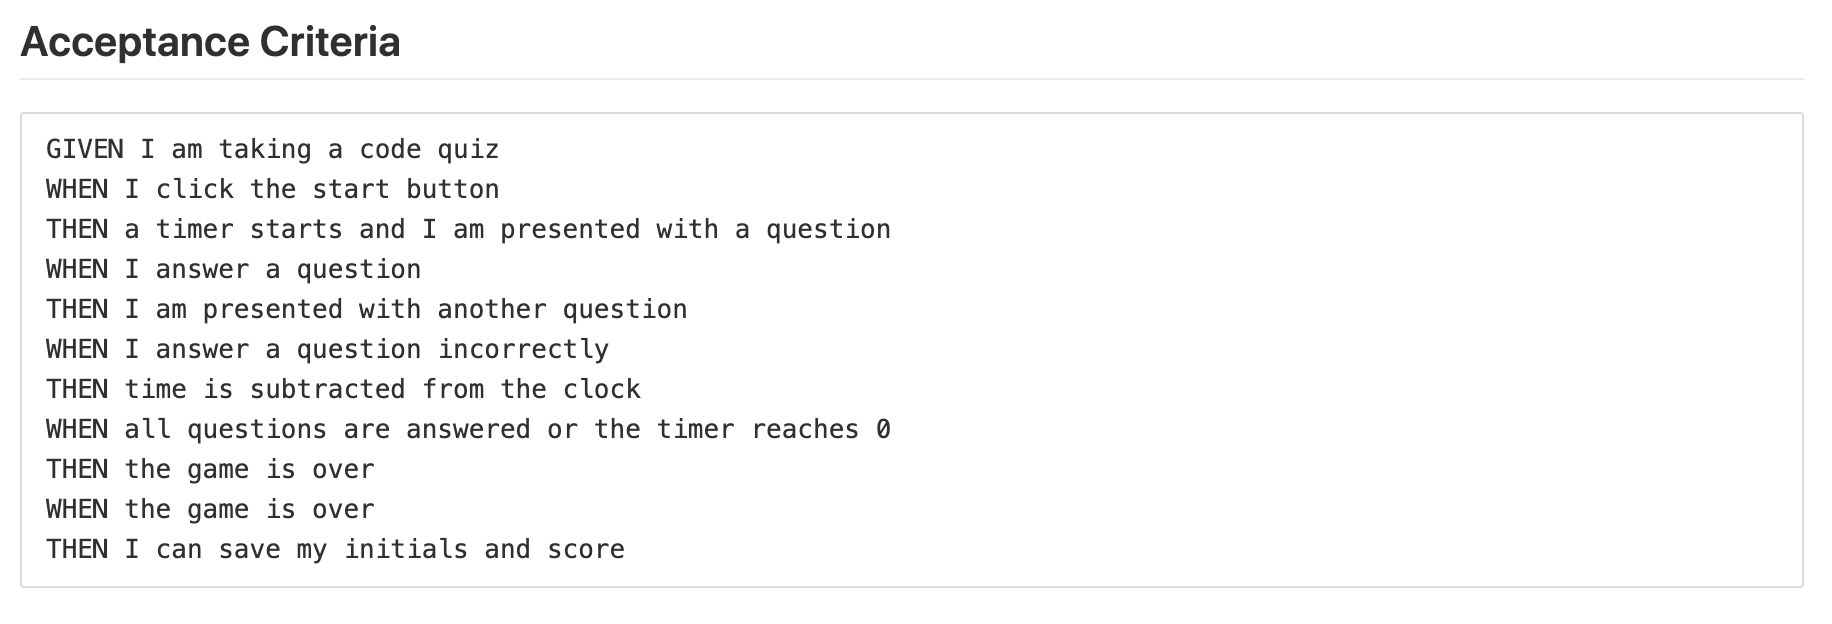 Acceptance Criteria
GIVEN I am taking a code quiz
WHEN I click the start button
THEN a timer starts and I am presented with a question
WHEN I answer a question
THEN I am presented with another question
WHEN I answer a question incorrectly
THEN time is subtracted from the clock
WHEN all questions are answered or the timer reaches 0
THEN the game is over
WHEN the game is over
THEN I can save my initials and score